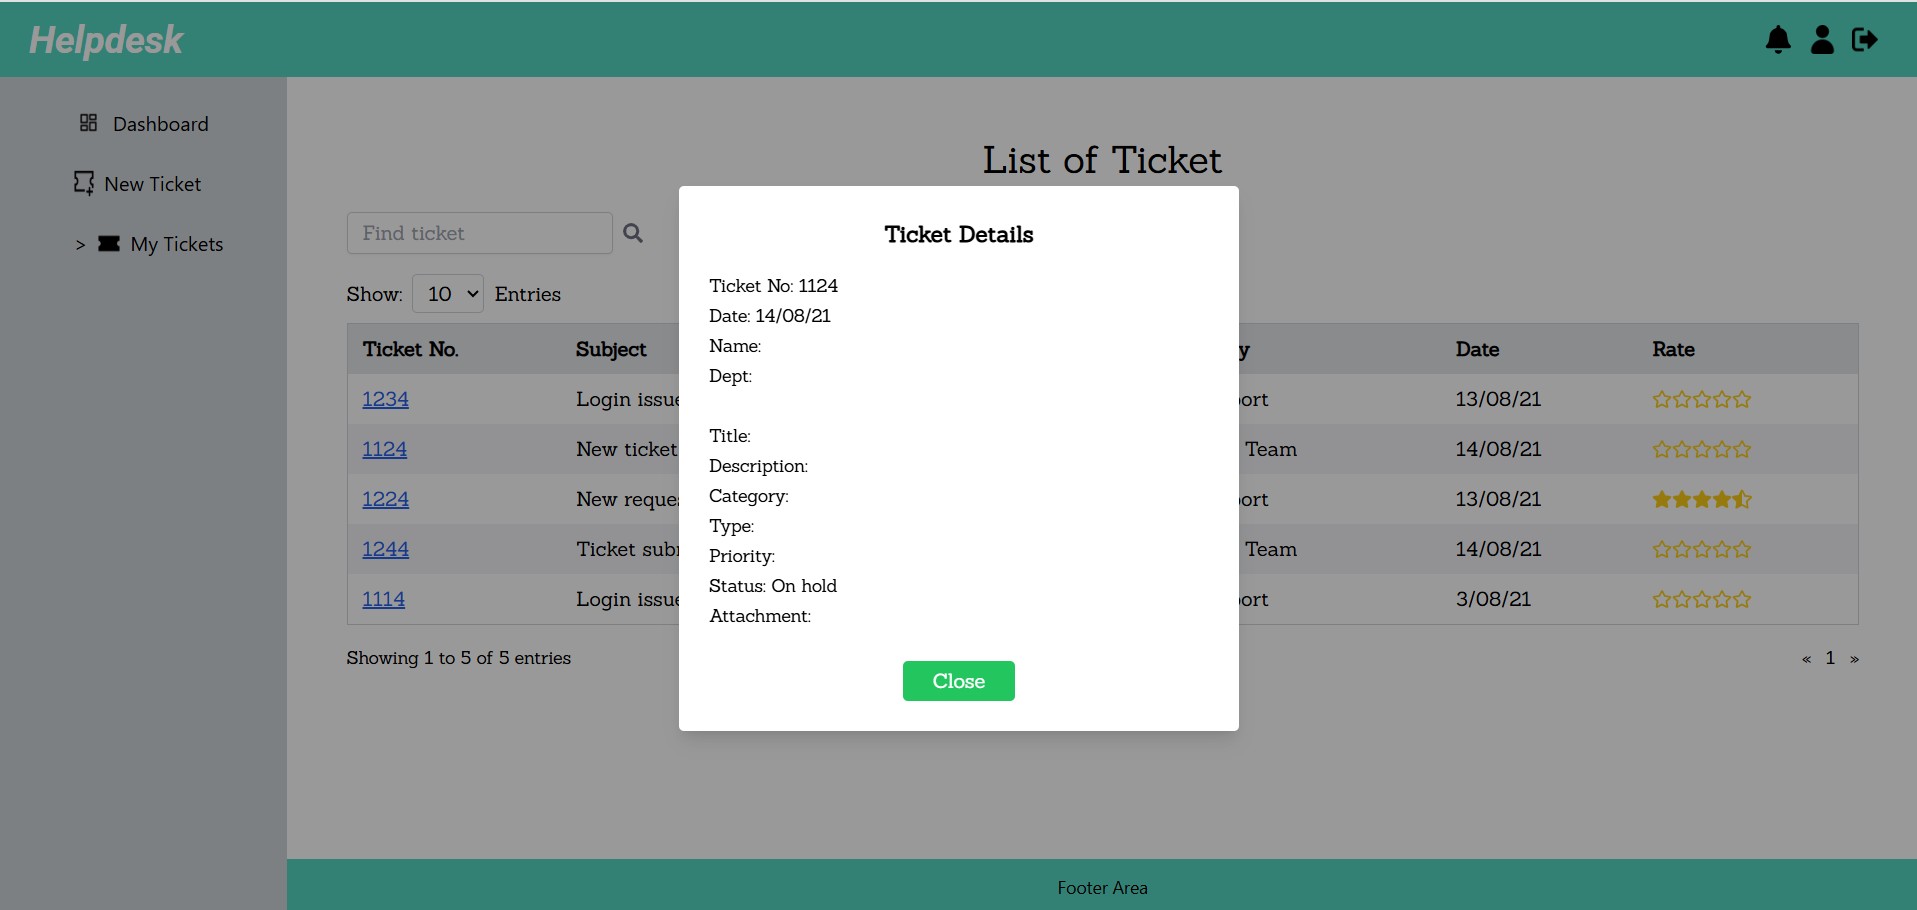 Helpdesk
Dashboard
New Ticket
> My Tickets
List of Ticket
Find ticket
Show: 10 Entries
Ticket No. Subject y Date Rate
1234 Login issue ort 13/08/21
1124 New ticket Team 14/08/21
1224 New reque ort 13/08/21
1244 Ticket sub Team 14/08/21
1114 Login issue ort 3/08/21
Showing 1 to 5 of 5 entries « 1 »
Ticket Details
Ticket No: 1124
Date: 14/08/21
Name:
Dept:
Title:
Description:
Category:
Type:
Priority:
Status: On hold
Attachment:
Close
Footer Area